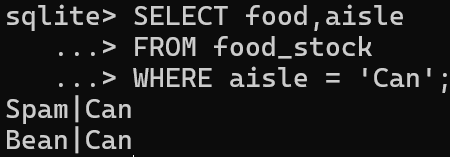 sqlite> SELECT food,aisle
   ...> FROM food_stock
   ...> WHERE aisle = 'Can';
Spam|Can
Bean|Can